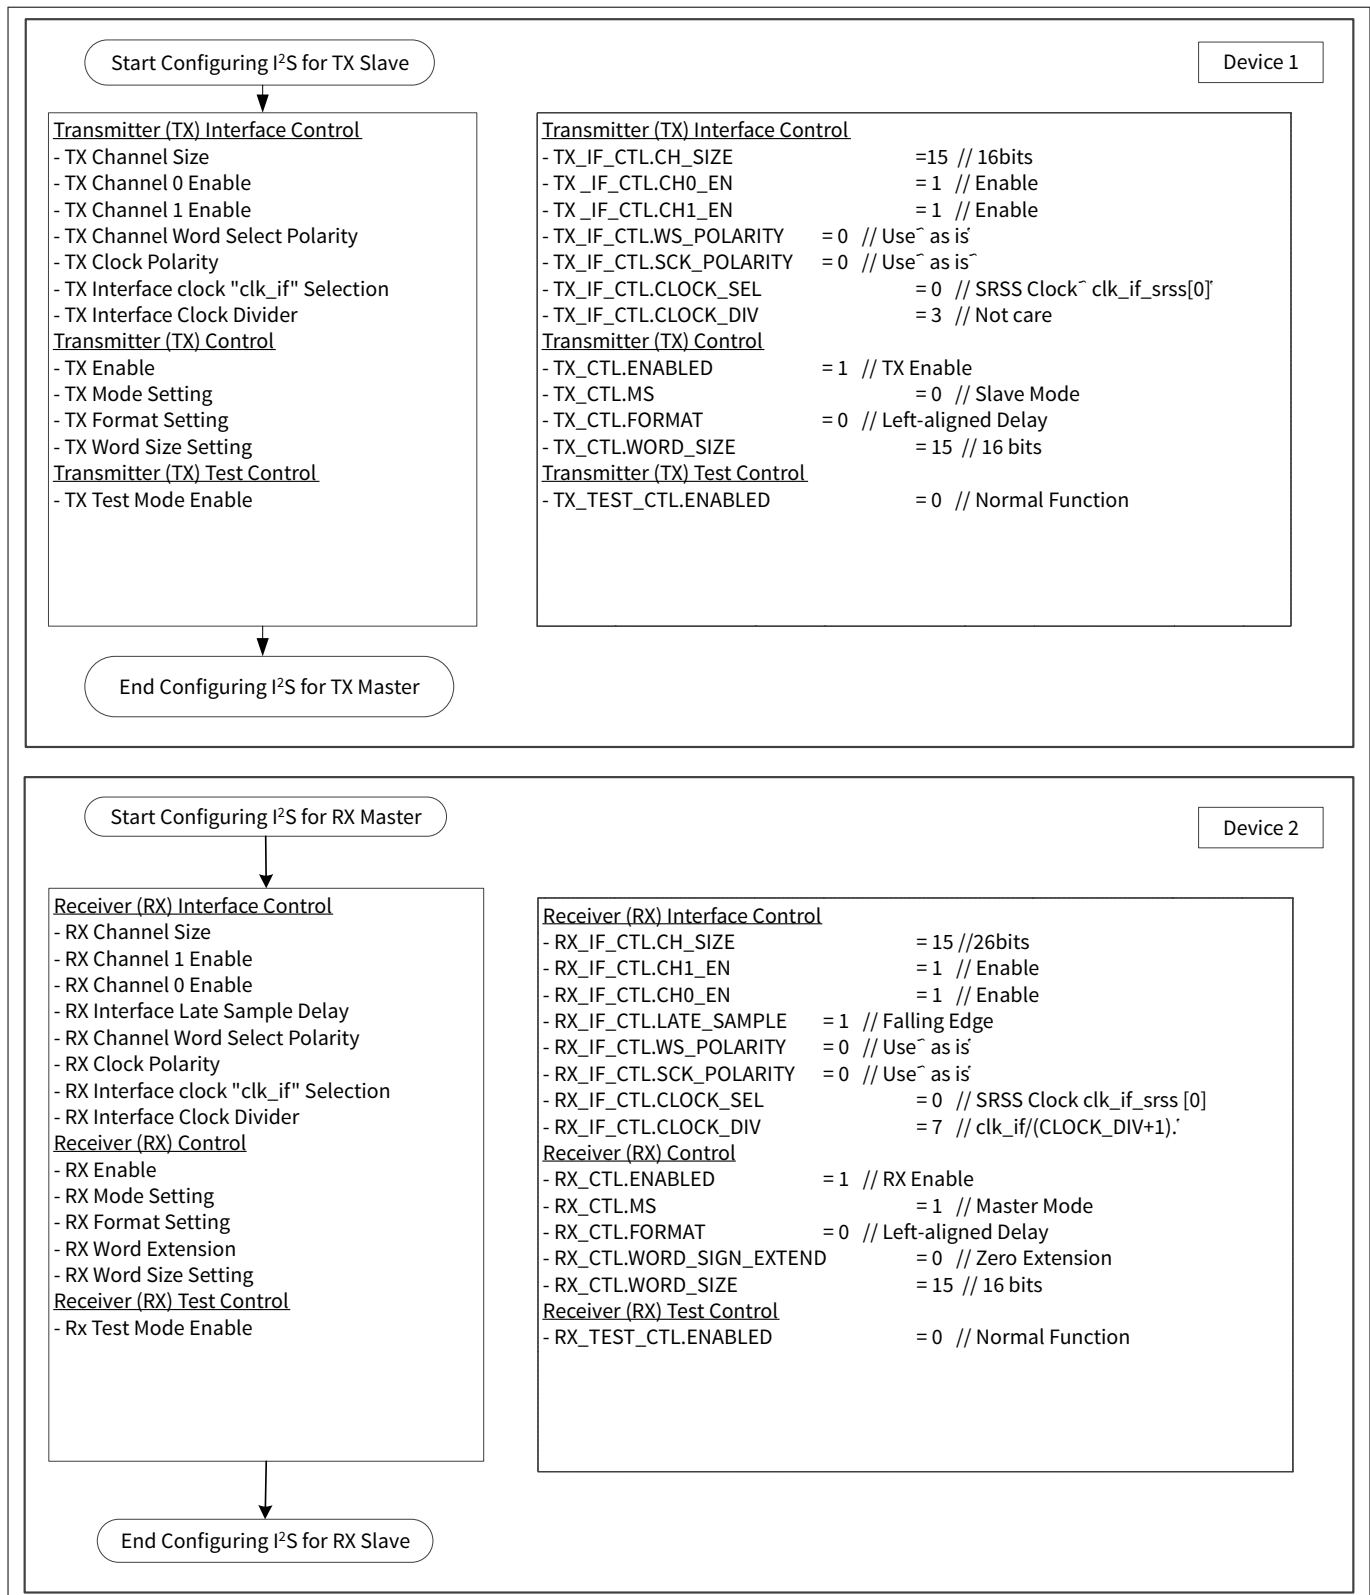 Start Configuring I²S for TX Slave
Device 1
Transmitter (TX) Interface Control
- TX Channel Size
- TX Channel 0 Enable
- TX Channel 1 Enable
- TX Channel Word Select Polarity
- TX Clock Polarity
- TX Interface clock "clk_if" Selection
- TX Interface Clock Divider
Transmitter (TX) Control
- TX Enable
- TX Mode Setting
- TX Format Setting
- TX Word Size Setting
Transmitter (TX) Test Control
- TX Test Mode Enable
Transmitter (TX) Interface Control
- TX_IF_CTL.CH_SIZE =15 // 16bits
- TX _IF_CTL.CH0_EN = 1 // Enable
- TX _IF_CTL.CH1_EN = 1 // Enable
- TX_IF_CTL.WS_POLARITY = 0 // Useˆ as is҆
- TX_IF_CTL.SCK_POLARITY = 0 // Useˆ as isˆ
- TX_IF_CTL.CLOCK_SEL = 0 // SRSS Clockˆ clk_if_srss[0]҆
- TX_IF_CTL.CLOCK_DIV = 3 // Not care
Transmitter (TX) Control
- TX_CTL.ENABLED = 1 // TX Enable
- TX_CTL.MS = 0 // Slave Mode
- TX_CTL.FORMAT = 0 // Left-aligned Delay
- TX_CTL.WORD_SIZE = 15 // 16 bits
Transmitter (TX) Test Control
- TX_TEST_CTL.ENABLED = 0 // Normal Function
End Configuring I²S for TX Master
Start Configuring I²S for RX Master
Device 2
Receiver (RX) Interface Control
- RX Channel Size
- RX Channel 1 Enable
- RX Channel 0 Enable
- RX Interface Late Sample Delay
- RX Channel Word Select Polarity
- RX Clock Polarity
- RX Interface clock "clk_if" Selection
- RX Interface Clock Divider
Receiver (RX) Control
- RX Enable
- RX Mode Setting
- RX Format Setting
- RX Word Extension
- RX Word Size Setting
Receiver (RX) Test Control
- Rx Test Mode Enable
Receiver (RX) Interface Control
- RX_IF_CTL.CH_SIZE = 15 //26bits
- RX_IF_CTL.CH1_EN = 1 // Enable
- RX_IF_CTL.CH0_EN = 1 // Enable
- RX_IF_CTL.LATE_SAMPLE = 1 // Falling Edge
- RX_IF_CTL.WS_POLARITY = 0 // Useˆ as is҆
- RX_IF_CTL.SCK_POLARITY = 0 // Useˆ as is҆
- RX_IF_CTL.CLOCK_SEL = 0 // SRSS Clock clk_if_srss [0]
- RX_IF_CTL.CLOCK_DIV = 7 // clk_if/(CLOCK_DIV+1).҆
Receiver (RX) Control
- RX_CTL.ENABLED = 1 // RX Enable
- RX_CTL.MS = 1 // Master Mode
- RX_CTL.FORMAT = 0 // Left-aligned Delay
- RX_CTL.WORD_SIGN_EXTEND = 0 // Zero Extension
- RX_CTL.WORD_SIZE = 15 // 16 bits
Receiver (RX) Test Control
- RX_TEST_CTL.ENABLED = 0 // Normal Function
End Configuring I²S for RX Slave